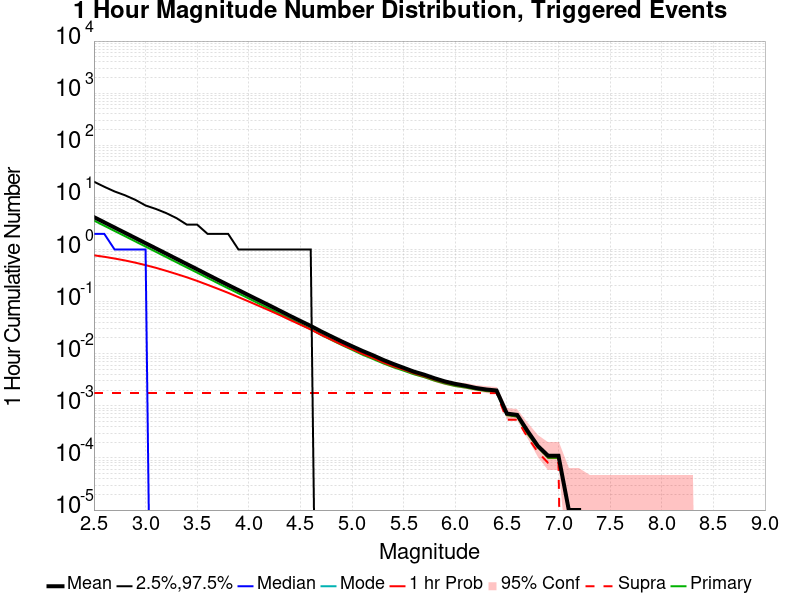 1 Hour Magnitude Number Distribution, Triggered Events
10^4
10^3
10^2
10^1
10^0
10^-1
10^-2
10^-3
10^-4
10^-5
1 Hour Cumulative Number
2.5 3.0 3.5 4.0 4.5 5.0 5.5 6.0 6.5 7.0 7.5 8.0 8.5 9.0
Magnitude
Mean 2.5%,97.5% Median Mode 1 hr Prob 95% Conf Supra Primary